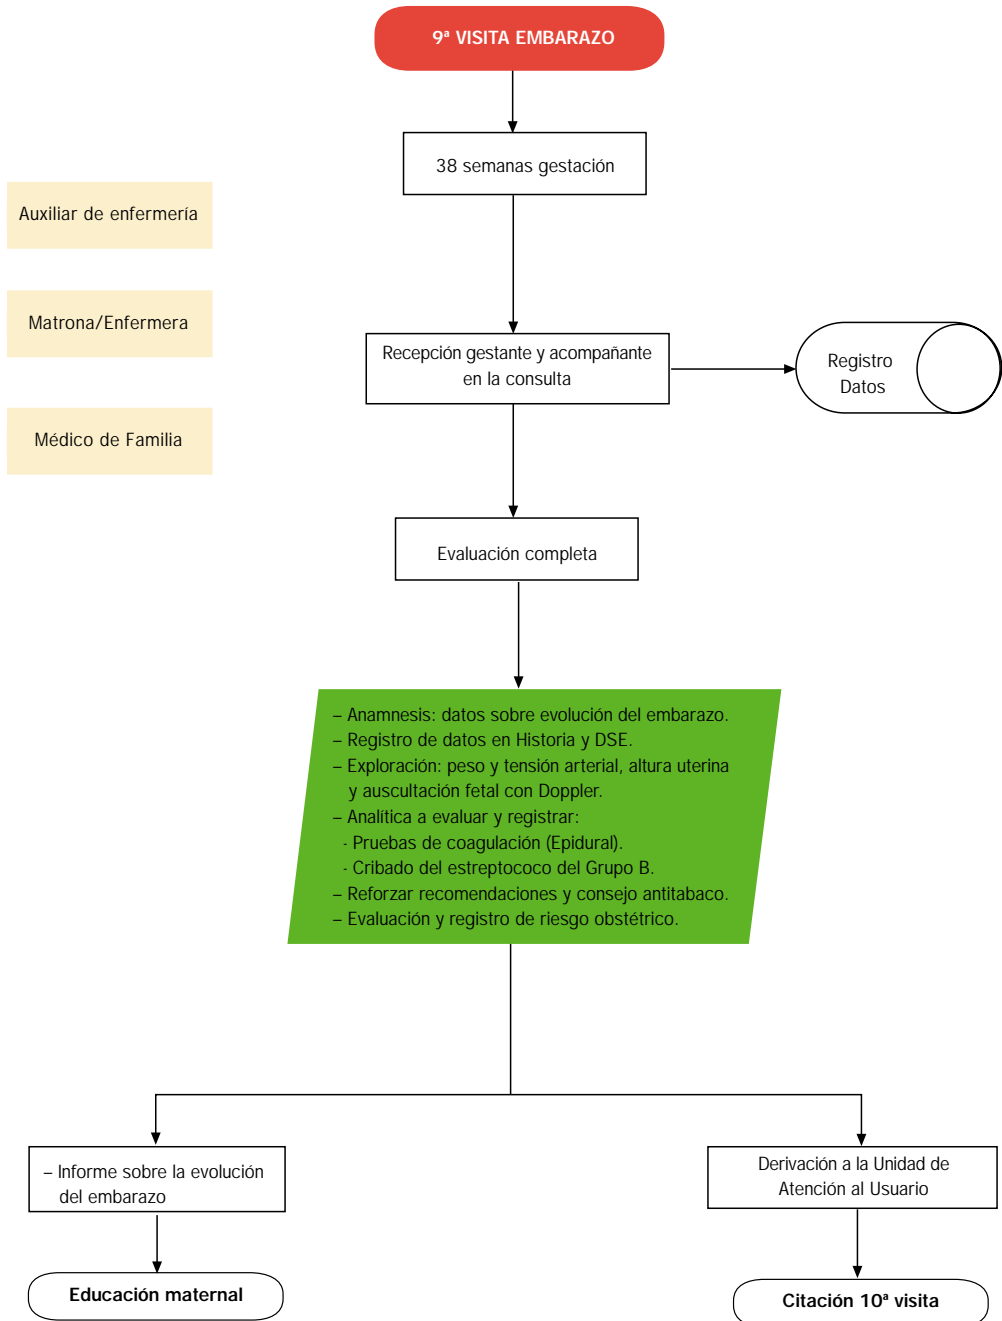 9ª VISITA EMBARAZO
38 semanas gestación
Auxiliar de enfermería
Matrona/Enfermera
Médico de Familia
Recepción gestante y acompañante
en la consulta
Registro
Datos
Evaluación completa
– Anamnesis: datos sobre evolución del embarazo.
– Registro de datos en Historia y DSE.
– Exploración: peso y tensión arterial, altura uterina
y auscultación fetal con Doppler.
– Analítica a evaluar y registrar:
- Pruebas de coagulación (Epidural).
- Cribado del estreptococo del Grupo B.
– Reforzar recomendaciones y consejo antitabaco.
– Evaluación y registro de riesgo obstétrico.
– Informe sobre la evolución
del embarazo
Derivación a la Unidad de
Atención al Usuario
Educación maternal
Citación 10ª visita